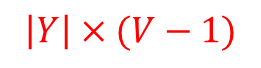 |Y| × (V − 1)